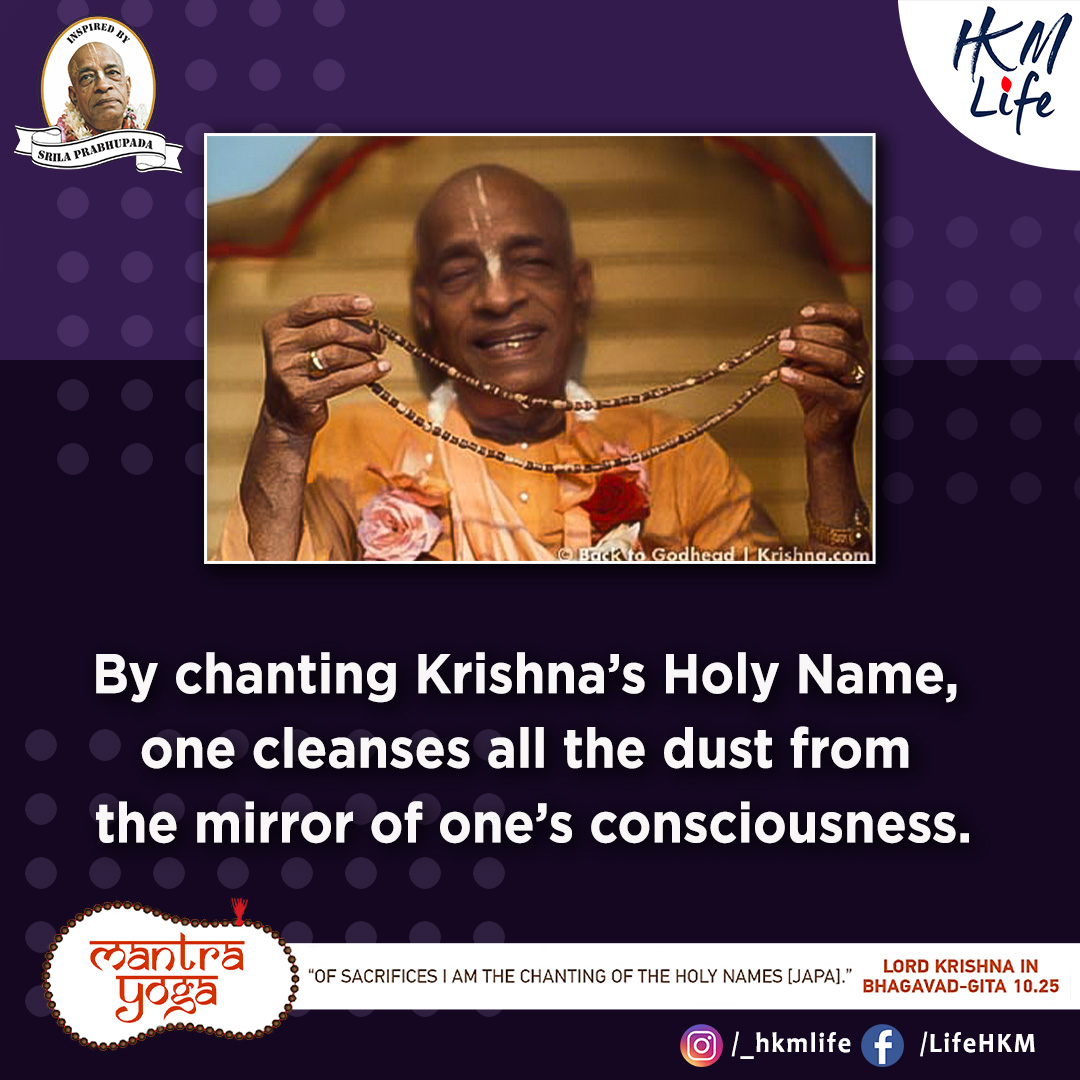 INSPIRED BY
SRILA PRABHUPADA
HKM
Life
© Back to Godhead | Krishna.com
By chanting Krishna’s Holy Name,
one cleanses all the dust from
the mirror of one’s consciousness.
mantra
yoga
“OF SACRIFICES I AM THE CHANTING OF THE HOLY NAMES [JAPA].”
LORD KRISHNA IN
BHAGAVAD-GITA 10.25
/_hkmlife
/LifeHKM